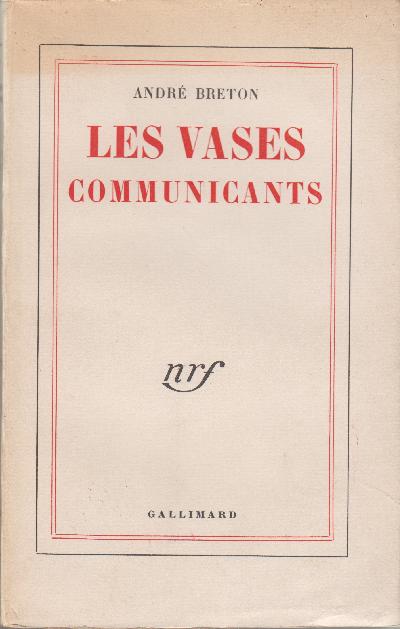 ANDRÉ BRETON
LES VASES
COMMUNICANTS
nrf
GALLIMARD